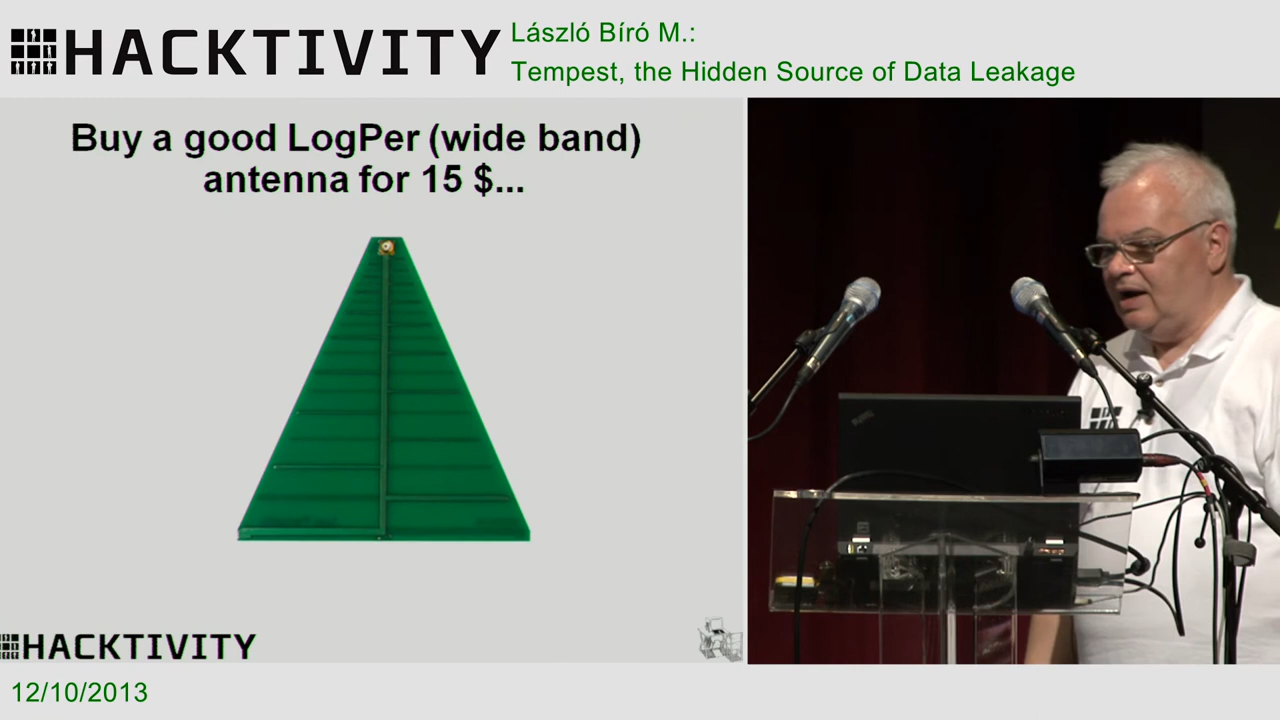 HACKTIVITY
László Bíró M.:
Tempest, the Hidden Source of Data Leakage
Buy a good LogPer (wide band)
antenna for 15 $...
HACKTIVITY
12/10/2013